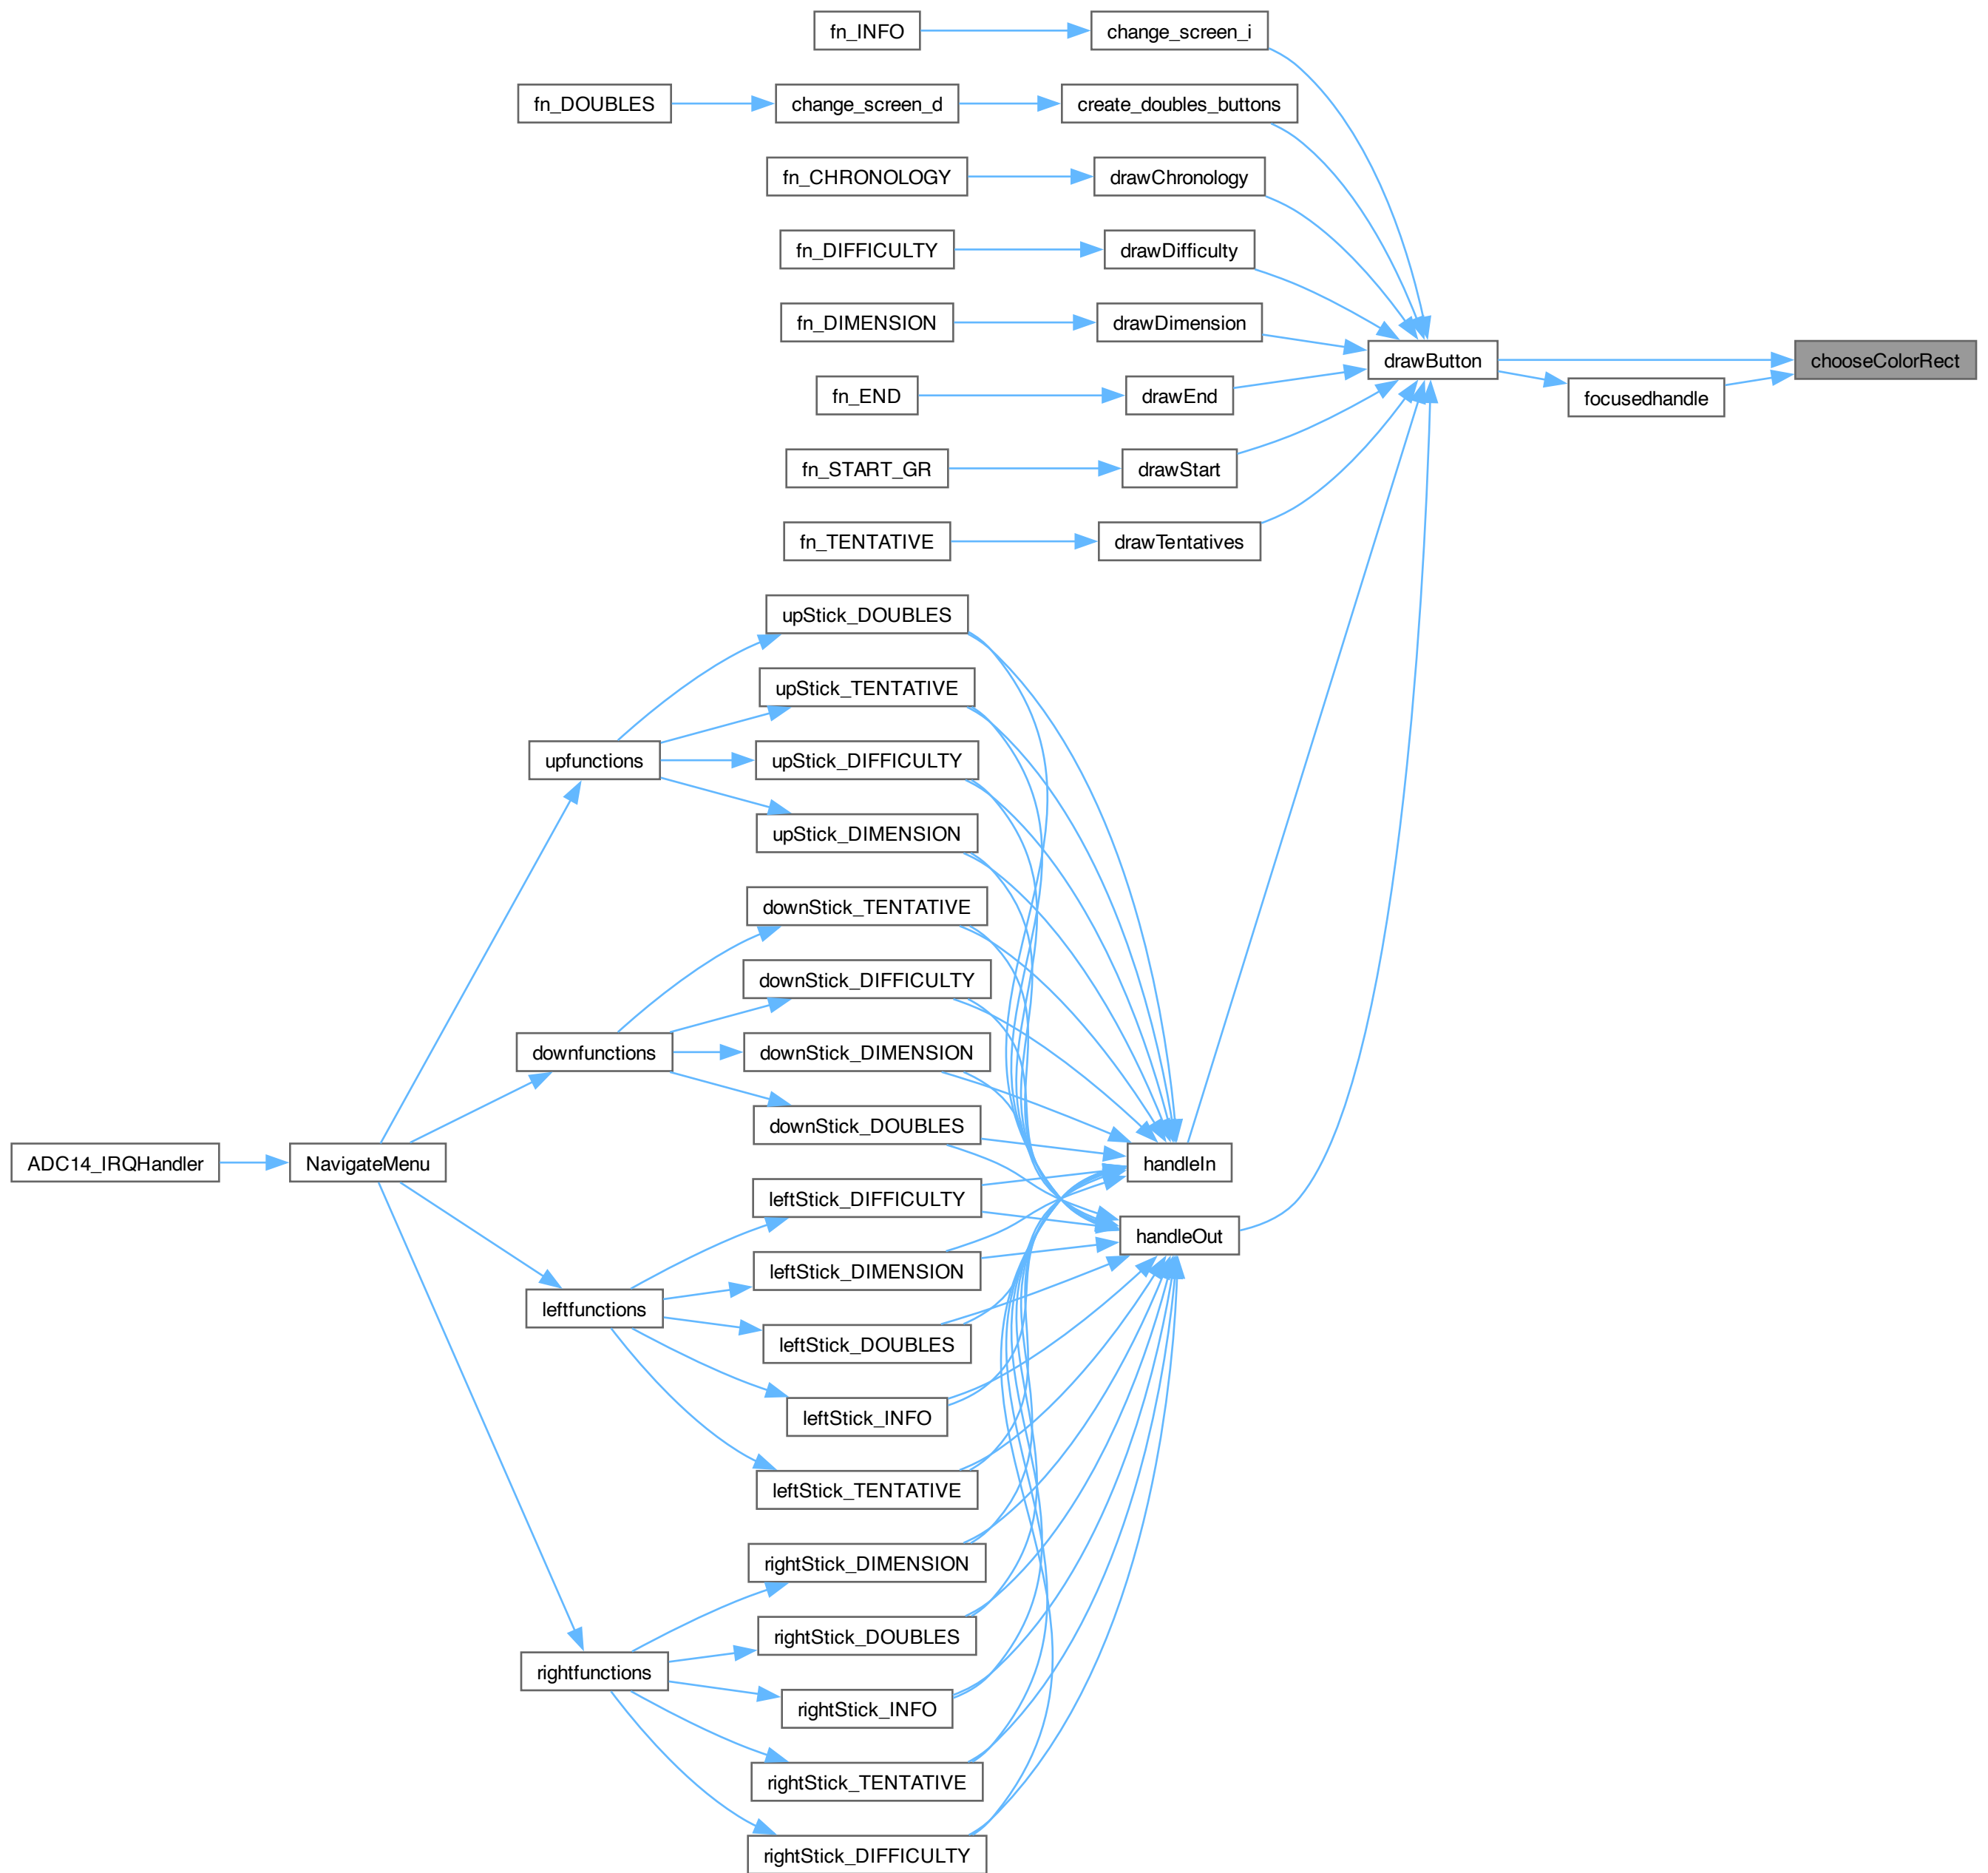 fn_INFO
change_screen_i
fn_DOUBLES
change_screen_d
create_doubles_buttons
fn_CHRONOLOGY
drawChronology
fn_DIFFICULTY
drawDifficulty
fn_DIMENSION
drawDimension
drawButton
chooseColorRect
focusedhandle
fn_END
drawEnd
fn_START_GR
drawStart
fn_TENTATIVE
drawTentatives
upStick_DOUBLES
upStick_TENTATIVE
upfunctions
upStick_DIFFICULTY
upStick_DIMENSION
downStick_TENTATIVE
downStick_DIFFICULTY
downfunctions
downStick_DIMENSION
downStick_DOUBLES
ADC14_IRQHandler
NavigateMenu
handleIn
leftStick_DIFFICULTY
handleOut
leftStick_DIMENSION
leftfunctions
leftStick_DOUBLES
leftStick_INFO
leftStick_TENTATIVE
rightStick_DIMENSION
rightStick_DOUBLES
rightfunctions
rightStick_INFO
rightStick_TENTATIVE
rightStick_DIFFICULTY